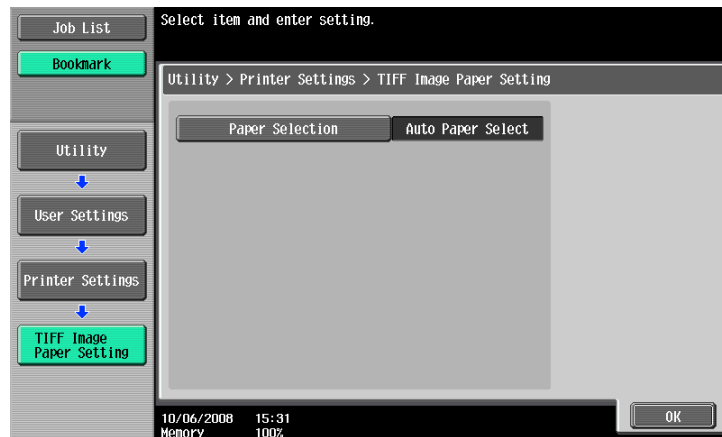 Job List
Bookmark
Utility
User Settings
Printer Settings
TIFF Image
Paper Setting
Select item and enter setting.
Utility > Printer Settings > TIFF Image Paper Setting
Paper Selection
Auto Paper Select
10/06/2008 15:31
Memory 100%
OK